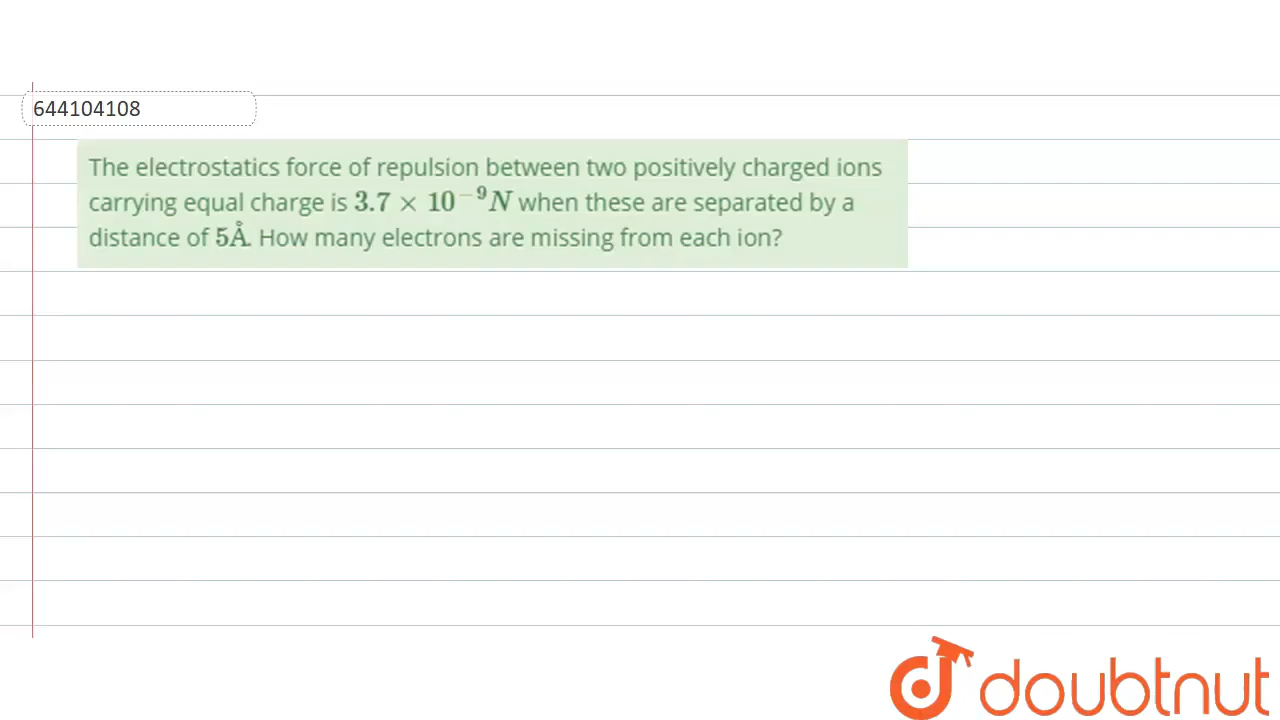 644104108
The electrostatics force of repulsion between two positively charged ions
carrying equal charge is 3.7 × 10⁻⁹N when these are separated by a
distance of 5Å. How many electrons are missing from each ion?
doubtnut